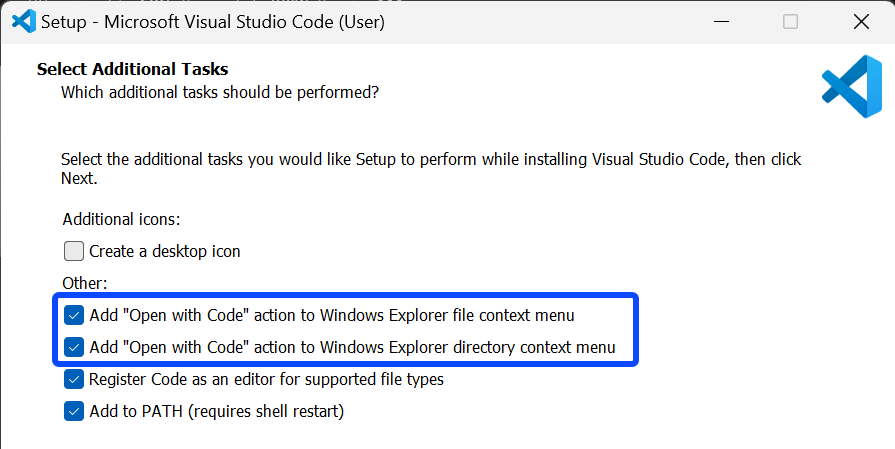 Setup - Microsoft Visual Studio Code (User)
Select Additional Tasks
Which additional tasks should be performed?
Select the additional tasks you would like Setup to perform while installing Visual Studio Code, then click
Next.
Additional icons:
Create a desktop icon
Other:
Add "Open with Code" action to Windows Explorer file context menu
Add "Open with Code" action to Windows Explorer directory context menu
Register Code as an editor for supported file types
Add to PATH (requires shell restart)